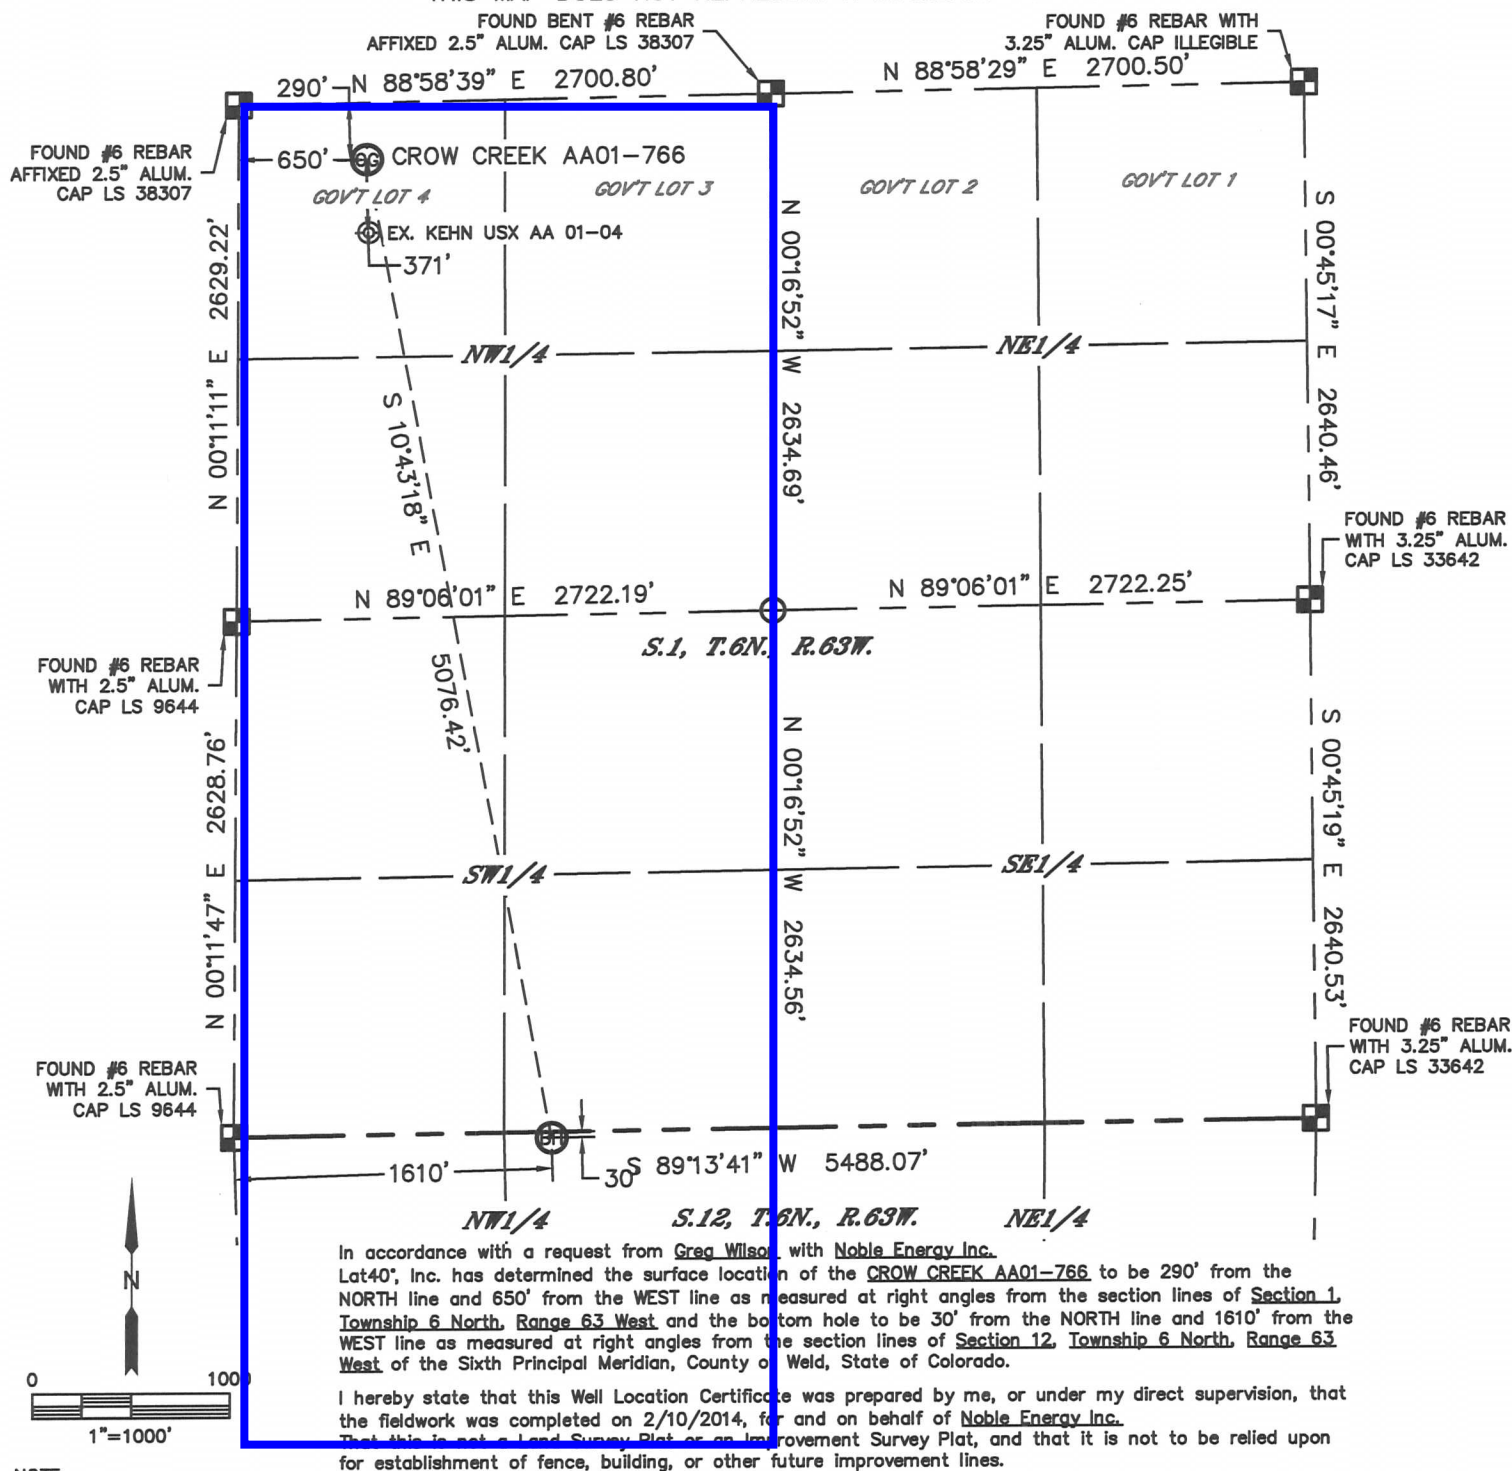 FOUND BENT #6 REBAR
AFFIXED 2.5" ALUM. CAP LS 38307
FOUND #6 REBAR WITH
3.25" ALUM. CAP ILLEGIBLE
290'
N 88°58'39" E 2700.80'
N 88°58'29" E 2700.50'
FOUND #6 REBAR
AFFIXED 2.5" ALUM.
CAP LS 38307
650'
CROW CREEK AA01-766
GOV'T LOT 4
GOV'T LOT 3
GOV'T LOT 2
GOV'T LOT 1
EX. KEHN USX AA 01-04
371'
N 00°11'11" E 2629.22'
N 00°16'52" W 2634.69'
S 00°45'17" E 2640.46'
NW1/4
NE1/4
S 10°43'18" E 5076.42'
FOUND #6 REBAR
WITH 3.25" ALUM.
CAP LS 33642
N 89°06'01" E 2722.19'
N 89°06'01" E 2722.25'
S.1, T.6N., R.63W.
FOUND #6 REBAR
WITH 2.5" ALUM.
CAP LS 9644
N 00°11'47" E 2628.76'
N 00°16'52" W 2634.56'
S 00°45'19" E 2640.53'
SW1/4
SE1/4
FOUND #6 REBAR
WITH 3.25" ALUM.
CAP LS 33642
FOUND #6 REBAR
WITH 2.5" ALUM.
CAP LS 9644
BH
1610'
30'
S 89°13'41" W 5488.07'
NW1/4
S.12, T.6N., R.63W.
NE1/4
N
In accordance with a request from Greg Wilson with Noble Energy Inc.
Lat40°, Inc. has determined the surface location of the CROW CREEK AA01-766 to be 290' from the
NORTH line and 650' from the WEST line as measured at right angles from the section lines of Section 1,
Township 6 North, Range 63 West and the bottom hole to be 30' from the NORTH line and 1610' from the
WEST line as measured at right angles from the section lines of Section 12, Township 6 North, Range 63
West of the Sixth Principal Meridian, County of Weld, State of Colorado.
0 1000
1"=1000'
I hereby state that this Well Location Certificate was prepared by me, or under my direct supervision, that
the fieldwork was completed on 2/10/2014, for and on behalf of Noble Energy Inc.
That this is not a Land Survey Plat or an Improvement Survey Plat, and that it is not to be relied upon
for establishment of fence, building, or other future improvement lines.